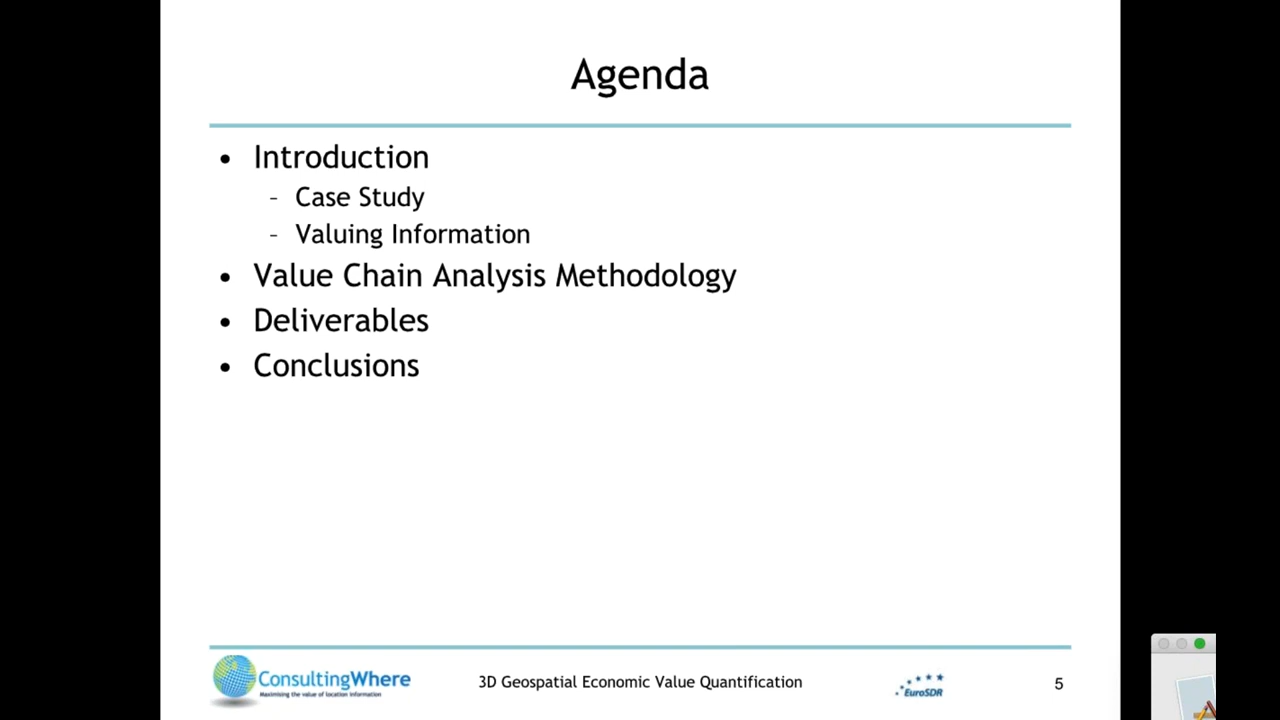 Agenda
• Introduction
– Case Study
– Valuing Information
• Value Chain Analysis Methodology
• Deliverables
• Conclusions
ConsultingWhere
Maximising the value of location information
3D Geospatial Economic Value Quantification
EuroSDR
5